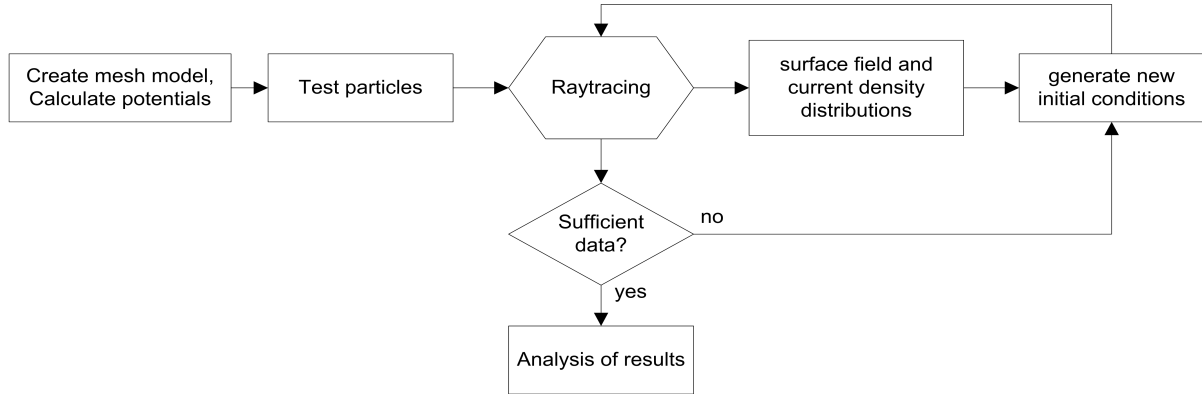 Create mesh model,
Calculate potentials
Test particles
Raytracing
surface field and
current density
distributions
generate new
initial conditions
Sufficient
data?
no
yes
Analysis of results